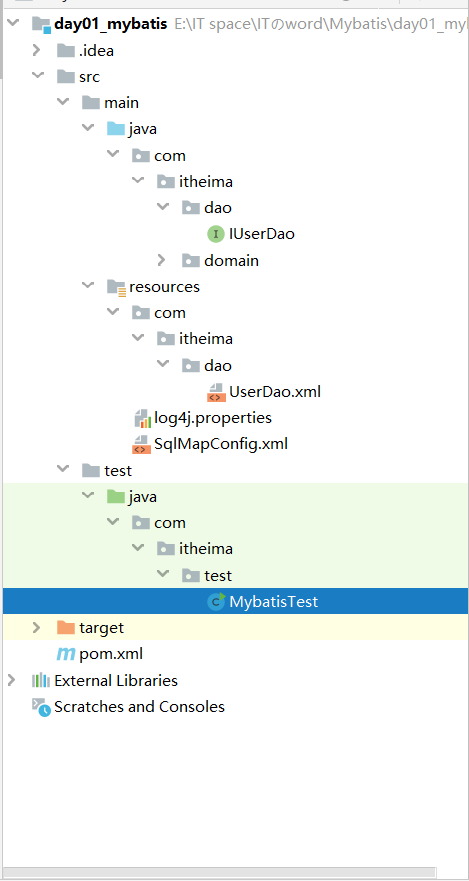 day01_mybatis E:\IT space\ITのword\Mybatis\day01_my
.idea
src
main
java
com
itheima
dao
IUserDao
domain
resources
com
itheima
dao
UserDao.xml
log4j.properties
SqlMapConfig.xml
test
java
com
itheima
test
MybatisTest
target
pom.xml
External Libraries
Scratches and Consoles